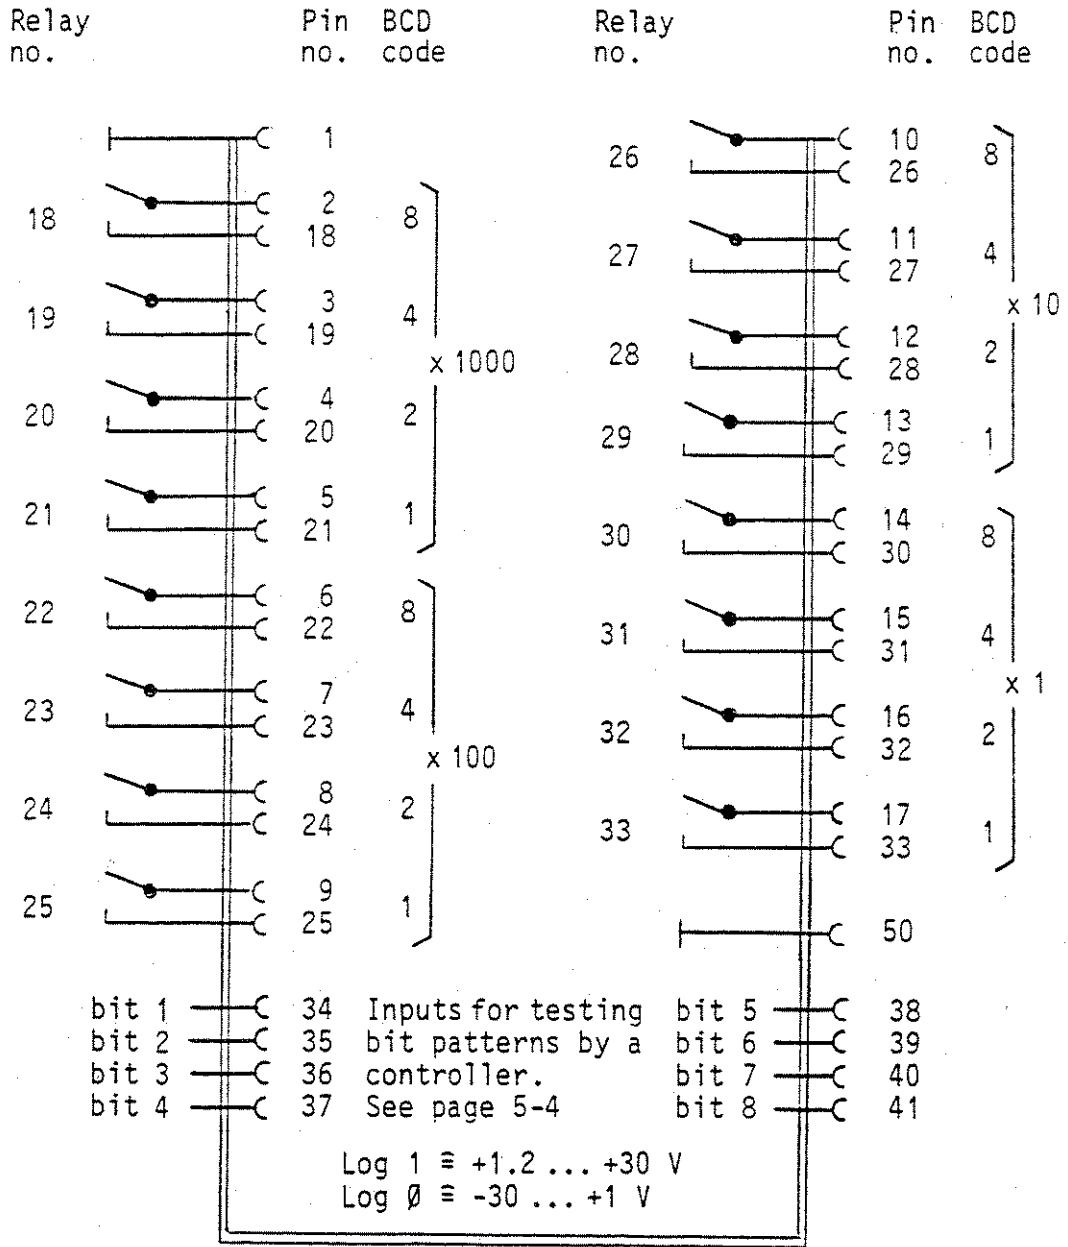 Relay Pin BCD Relay Pin BCD
no. no. code no. no. code
1
18 2 8
18
19 3 4
19
x 1000
20 4 2
20
21 5 1
21
22 6 8
22
23 7 4
23
x 100
24 8 2
24
25 9 1
25
26 10 8
26
27 11 4
27
x 10
28 12 2
28
29 13 1
29
30 14 8
30
31 15 4
31
x 1
32 16 2
32
33 17 1
33
50
bit 1 34 Inputs for testing bit 5 38
bit 2 35 bit patterns by a bit 6 39
bit 3 36 controller. bit 7 40
bit 4 37 See page 5-4 bit 8 41
Log 1 ≘ +1.2 ... +30 V
Log Ø ≘ -30 ... +1 V